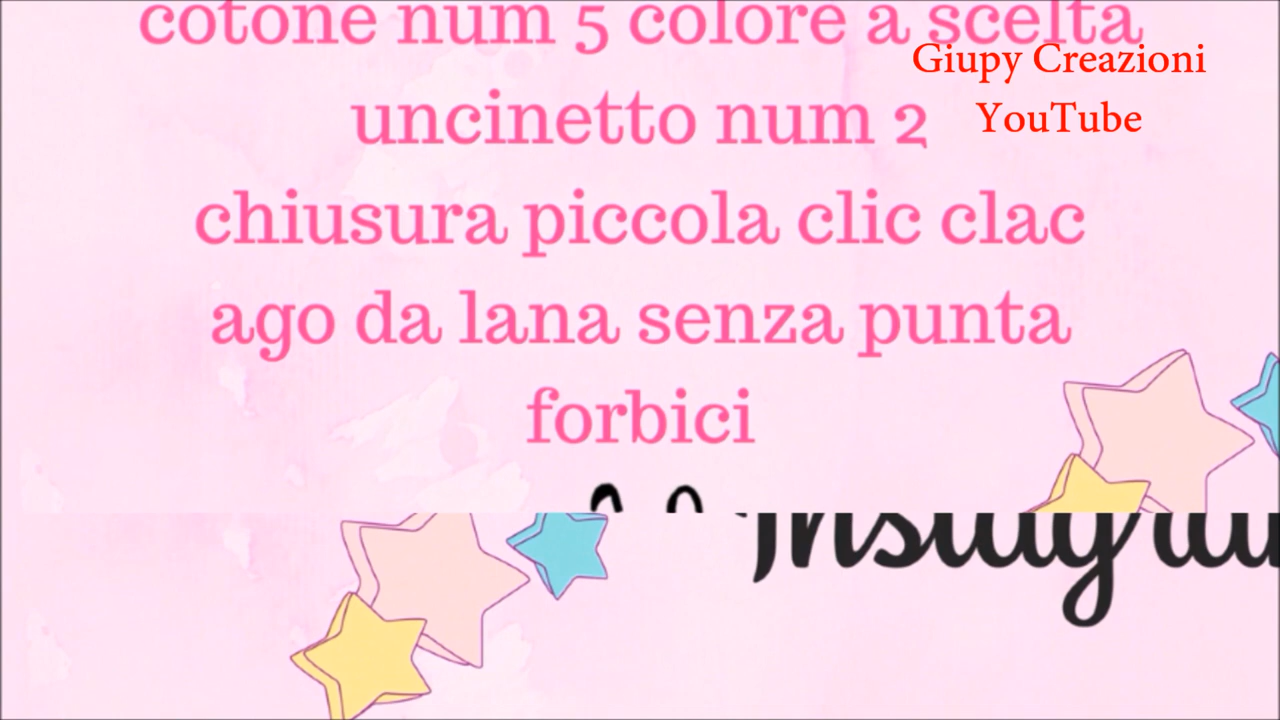 cotone num 5 colore a scelta
Giupy Creazioni
YouTube
uncinetto num 2
chiusura piccola clic clac
ago da lana senza punta
forbici